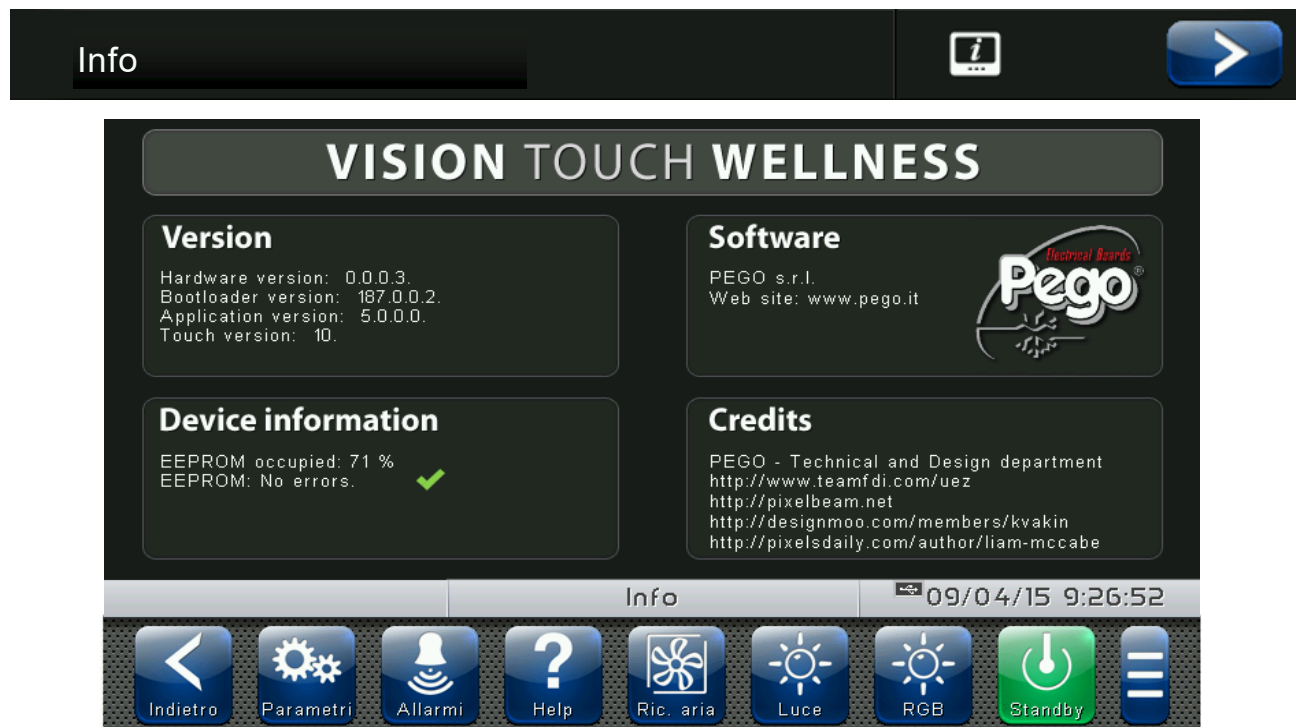 Info
VISION TOUCH WELLNESS
Version
Hardware version: 0.0.0.3.
Bootloader version: 187.0.0.2.
Application version: 5.0.0.0.
Touch version: 10.
Software
PEGO s.r.l.
Web site: www.pego.it
Electrical Boards
Pego®
Device information
EEPROM occupied: 71 %
EEPROM: No errors.
Credits
PEGO - Technical and Design department
http://www.teamfdi.com/uez
http://pixelbeam.net
http://designmoo.com/members/kvakin
http://pixelsdaily.com/author/liam-mccabe
Info
09/04/15 9:26:52
Indietro
Parametri
Allarmi
Help
Ric. aria
Luce
RGB
Standby